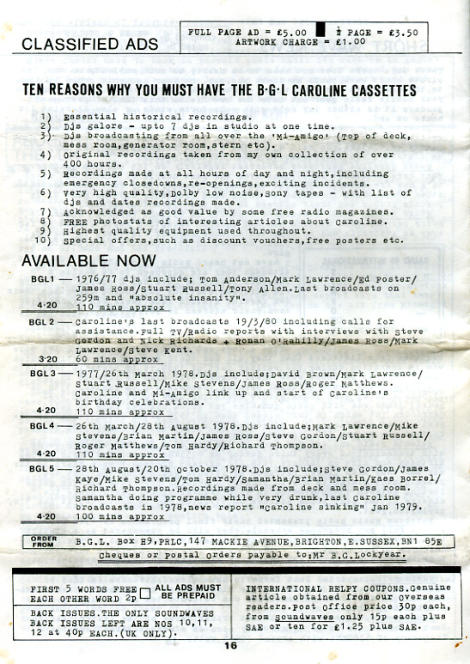 CLASSIFIED ADS
FULL PAGE AD = £5.00 ½ PAGE = £3.50
ARTWORK CHARGE = £1.00
TEN REASONS WHY YOU MUST HAVE THE B·G·L CAROLINE CASSETTES
1) Essential historical recordings.
2) Djs galore - upto 7 djs in studio at one time.
3) Djs broadcasting from all over the 'Mi-Amigo' (Top of deck,
mess room,generator room,stern etc).
4) Original recordings taken from my own collection of over
400 hours.
5) Recordings made at all hours of day and night,including
emergency closedowns,re-openings,exciting incidents.
6) Very high quality,Dolby low noise,Sony tapes - with list of
djs and dates recordings made.
7) Acknowledged as good value by some free radio magazines.
8) FREE photostats of interesting articles about Caroline.
9) Highest quality equipment used throughout.
10) Special offers,such as discount vouchers,free posters etc.
AVAILABLE NOW
BGL1 — 1976/77 djs include; Tom Anderson/Mark Lawrence/Ed Foster/
James Ross/Stuart Russell/Tony Allen.Last broadcasts on
259m and "absolute insanity".
4·20 110 mins approx
BGL 2 — Caroline's last broadcasts 19/3/80 including calls for
assistance.Full TV/Radio reports with interviews with Steve
Gordon and Nick Richards + Ronan O'Rahilly/James Ross/Mark
Lawrence/Steve Kent.
3·20 60 mins approx
BGL3 — 1977/26th March 1978.DJs include;David Brown/Mark Lawrence/
Stuart Russell/Mike Stevens/James Ross/Roger Matthews.
Caroline and Mi-Amigo link up and start of Caroline's
birthday celebrations.
4·20 110 mins approx
BGL4 — 26th March/28th August 1978.DJs include;Mark Lawrence/Mike
Stevens/Brian Martin/James Ross/Steve Gordon/Stuart Russell/
Roger Matthews/Tom Hardy/Richard Thompson.
4·20 110 mins approx
BGL5 — 28th August/20th October 1978.DJs include;Steve Gordon/James
Kaye/Mike Stevens/Tom Hardy/Samantha/Brian Martin/Kees Borrel/
Richard Thompson.Recordings made from deck and mess room.
Samantha doing programme while very drunk,last Caroline
broadcasts in 1978,news report "Caroline sinking" Jan 1979.
4·20 100 mins approx
ORDER FROM B.G.L. Box H9,PRLC,147 MACKIE AVENUE,BRIGHTON,E.SUSSEX,BN1 8SE
Cheques or postal Orders payable to;Mr B.G.Lockyear.
FIRST 5 WORDS FREE
EACH OTHER WORD 2p
ALL ADS MUST
BE PREPAID
BACK ISSUES.THE ONLY SOUNDWAVES
BACK ISSUES LEFT ARE NOS 10,11,
12 at 40p EACH.(UK ONLY).
INTERNATIONAL RELPY COUPONS.Genuine
article obtained from our overseas
readers.Post office price 30p each,
from soundwaves only 15p each plus
SAE or ten for £1.25 plus SAE.
16